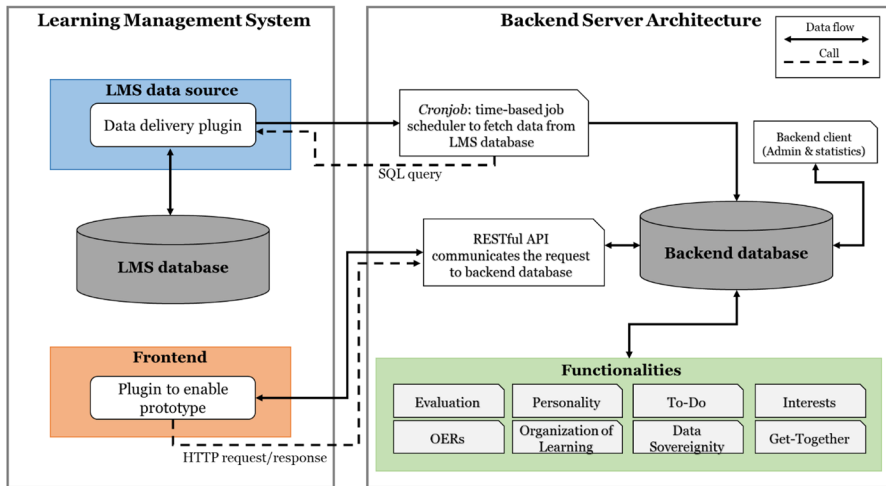 Learning Management System
Backend Server Architecture
Data flow
Call
LMS data source
Data delivery plugin
Cronjob: time-based job
scheduler to fetch data from
LMS database
Backend client
(Admin & statistics)
SQL query
LMS database
RESTful API
communicates the request
to backend database
Backend database
Frontend
Plugin to enable
prototype
HTTP request/response
Functionalities
Evaluation
Personality
To-Do
Interests
OERs
Organization of
Learning
Data
Sovereignity
Get-Together